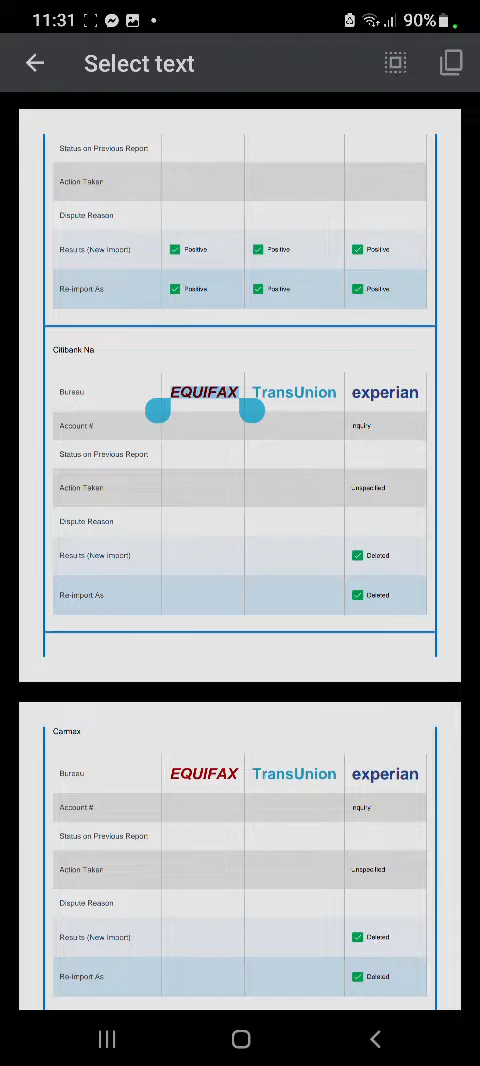 11:31
90%
Select text
Status on Previous Report
Action Taken
Dispute Reason
Results (New Import) Positive Positive Positive
Re-import As Positive Positive Positive
Citibank Na
Bureau EQUIFAX TransUnion experian
Account # Inquiry
Status on Previous Report
Action Taken Unspecified
Dispute Reason
Results (New Import) Deleted
Re-import As Deleted
Carmax
Bureau EQUIFAX TransUnion experian
Account # Inquiry
Status on Previous Report
Action Taken Unspecified
Dispute Reason
Results (New Import) Deleted
Re-import As Deleted